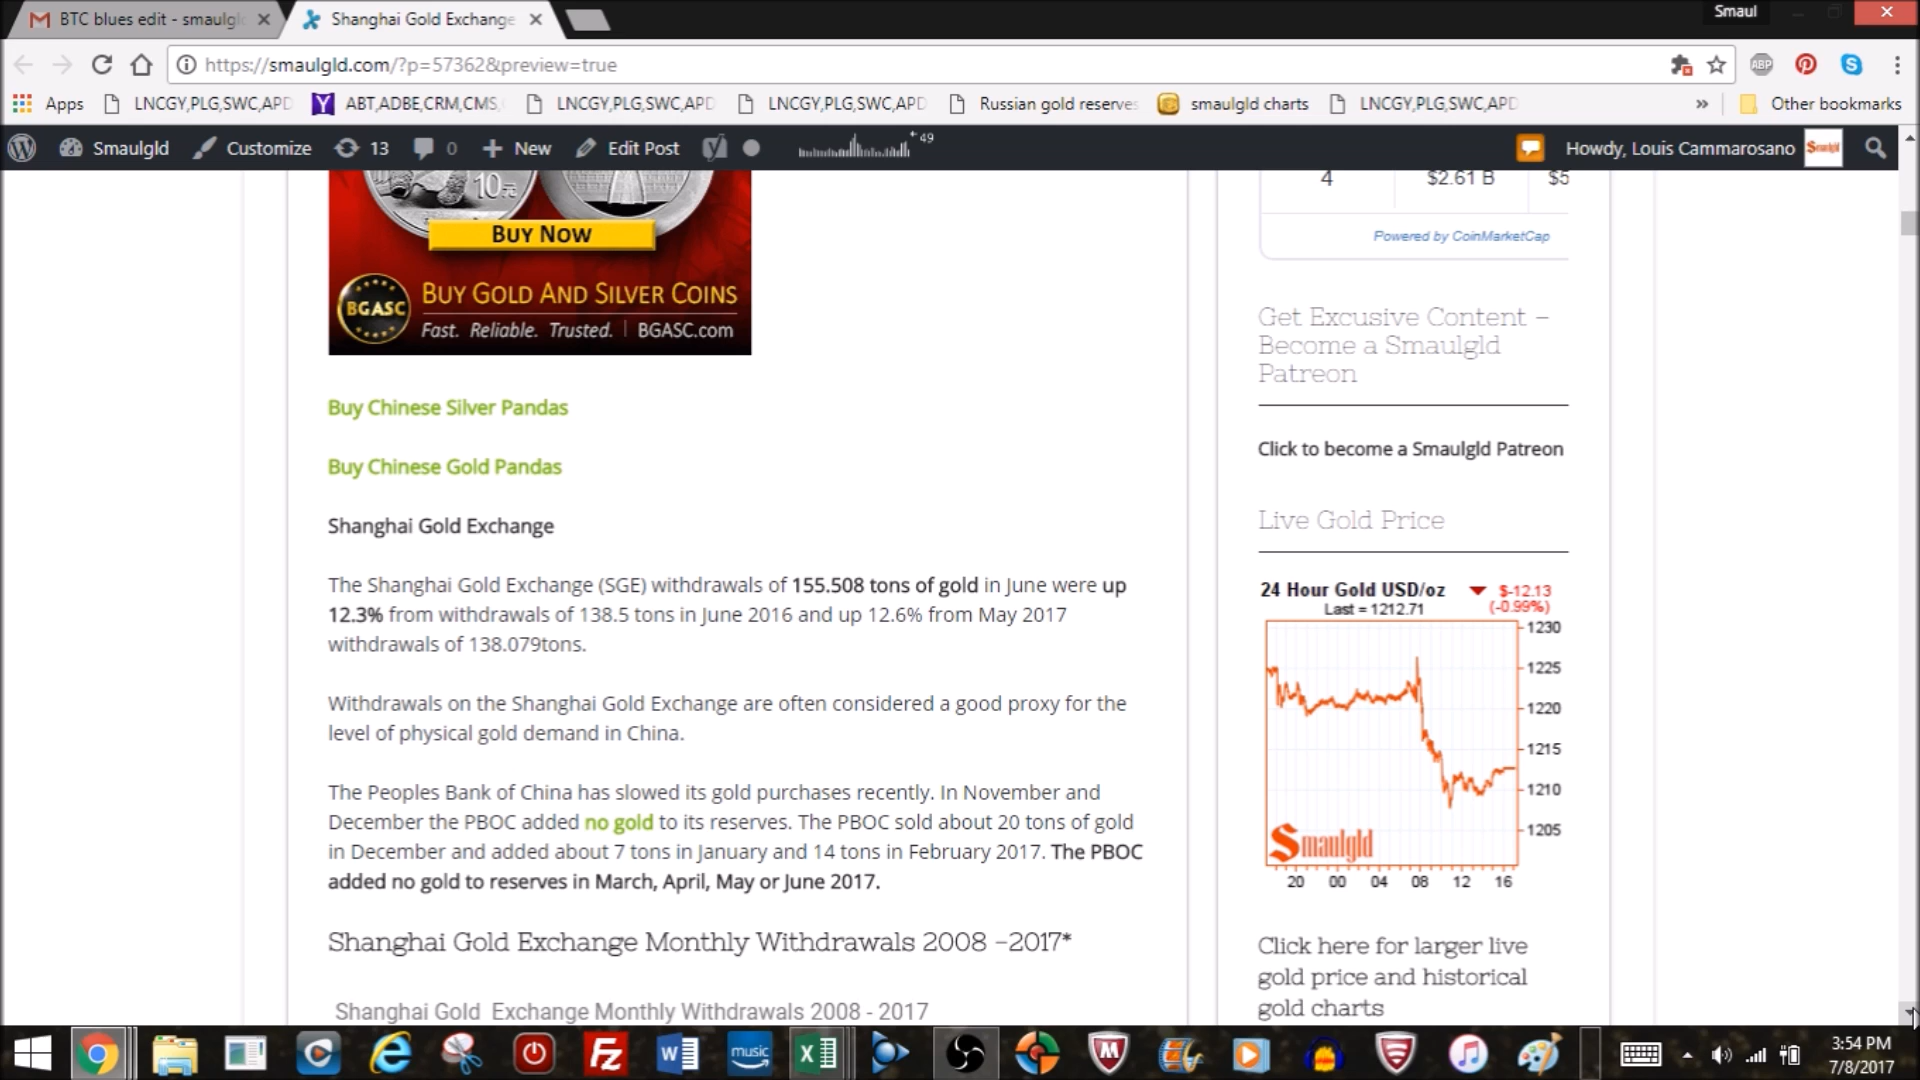 BTC blues edit - smaulgl
Shanghai Gold Exchange
Smaul
https://smaulgld.com/?p=57362&preview=true
ABP
Apps
LNCGY,PLG,SWC,APD
ABT,ADBE,CRM,CMS,
LNCGY,PLG,SWC,APD
LNCGY,PLG,SWC,APD
Russian gold reserves
smaulgld charts
LNCGY,PLG,SWC,APD
»
Other bookmarks
Smaulgld
Customize
13
0
New
Edit Post
49
Howdy, Louis Cammarosano
Smaulgld
10元
BUY NOW
BGASC
BUY GOLD AND SILVER COINS
Fast. Reliable. Trusted. | BGASC.com
Buy Chinese Silver Pandas
Buy Chinese Gold Pandas
Shanghai Gold Exchange
The Shanghai Gold Exchange (SGE) withdrawals of 155.508 tons of gold in June were up
12.3% from withdrawals of 138.5 tons in June 2016 and up 12.6% from May 2017
withdrawals of 138.079tons.
Withdrawals on the Shanghai Gold Exchange are often considered a good proxy for the
level of physical gold demand in China.
The Peoples Bank of China has slowed its gold purchases recently. In November and
December the PBOC added no gold to its reserves. The PBOC sold about 20 tons of gold
in December and added about 7 tons in January and 14 tons in February 2017. The PBOC
added no gold to reserves in March, April, May or June 2017.
Shanghai Gold Exchange Monthly Withdrawals 2008 –2017*
Shanghai Gold Exchange Monthly Withdrawals 2008 - 2017
4 $2.61 B $5
Powered by CoinMarketCap
Get Excusive Content –
Become a Smaulgld
Patreon
Click to become a Smaulgld Patreon
Live Gold Price
24 Hour Gold USD/oz $-12.13
Last = 1212.71 (-0.99%)
1230
1225
1220
1215
1210
1205
Smaulgld
20 00 04 08 12 16
Click here for larger live
gold price and historical
gold charts
music
3:54 PM
7/8/2017